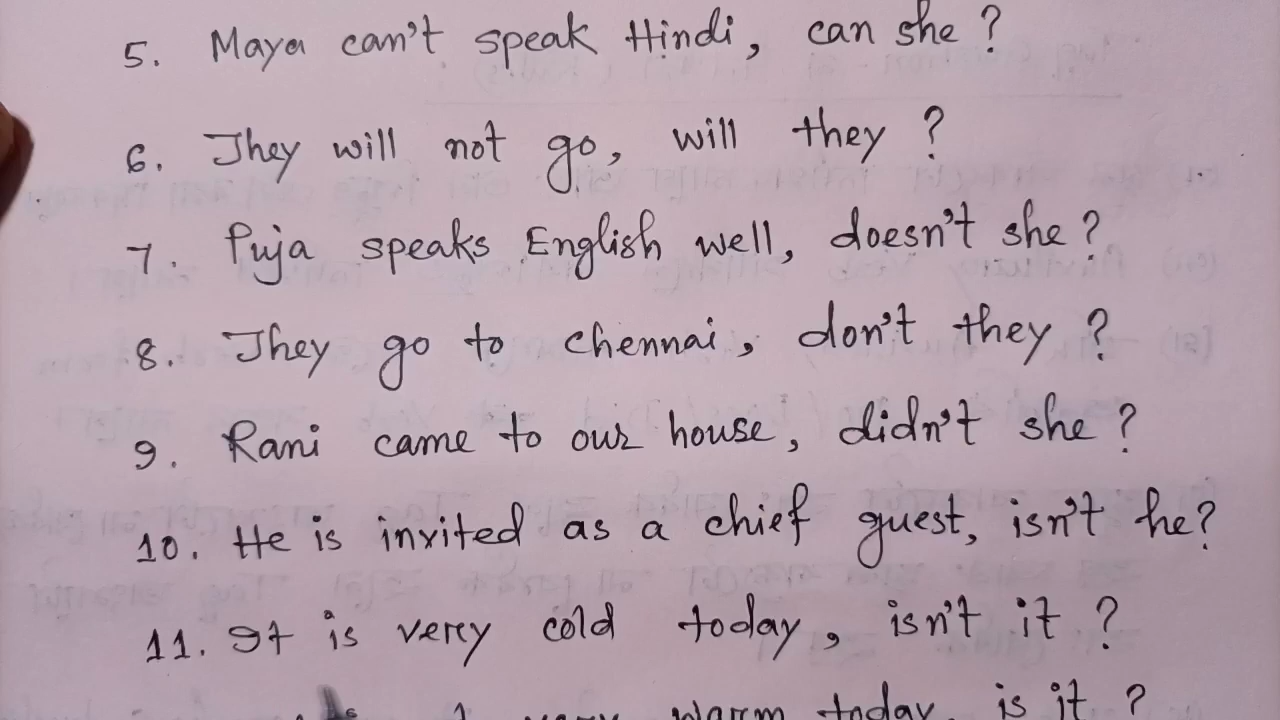 5. Maya can't speak Hindi, can she?
6. They will not go, will they?
7. Puja speaks English well, doesn't she?
8. They go to Chennai, don't they?
9. Rani came to our house, didn't she?
10. He is invited as a chief guest, isn't he?
11. It is very cold today, isn't it?
warm today, is it?